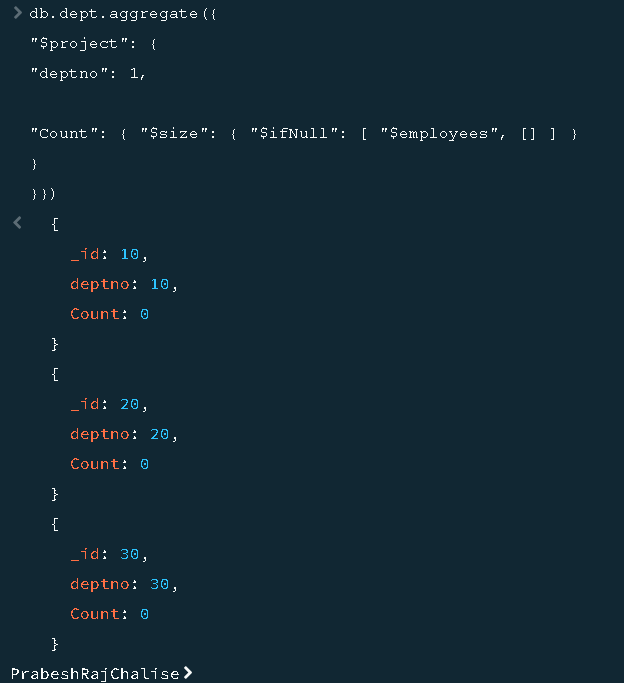 > db.dept.aggregate({
"$project": {
"deptno": 1,
"Count": { "$size": { "$ifNull": [ "$employees", [] ] }
}
}})
< {
_id: 10,
deptno: 10,
Count: 0
}
{
_id: 20,
deptno: 20,
Count: 0
}
{
_id: 30,
deptno: 30,
Count: 0
}
PrabeshRajChalise>